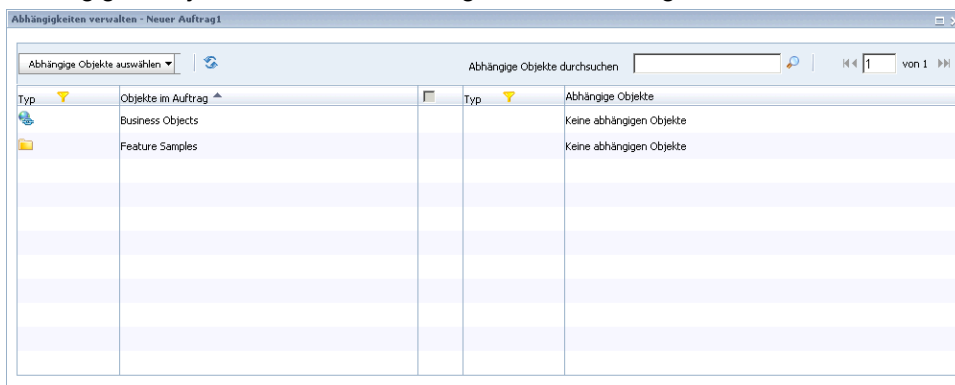 Abhängigkeiten verwalten - Neuer Auftrag1
Abhängige Objekte auswählen
Abhängige Objekte durchsuchen
1 von 1
Typ Objekte im Auftrag Typ Abhängige Objekte
Business Objects Keine abhängigen Objekte
Feature Samples Keine abhängigen Objekte